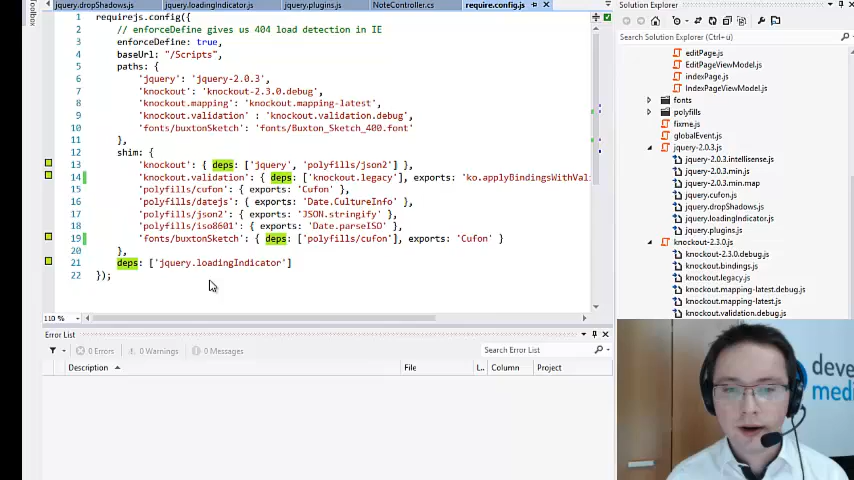 jquery.dropShadows.js
jquery.loadingIndicator.js
jquery.plugins.js
NoteController.cs
require.config.js
Toolbox
1 requirejs.config({
2 // enforceDefine gives us 404 load detection in IE
3 enforceDefine: true,
4 baseUrl: "/Scripts",
5 paths: {
6 'jquery': 'jquery-2.0.3',
7 'knockout': 'knockout-2.3.0.debug',
8 'knockout.mapping': 'knockout.mapping-latest',
9 'knockout.validation' : 'knockout.validation.debug',
10 'fonts/buxtonSketch': 'fonts/Buxton_Sketch_400.font'
11 },
12 shim: {
13 'knockout': { deps: ['jquery', 'polyfills/json2'] },
14 'knockout.validation': { deps: ['knockout.legacy'], exports: 'ko.applyBindingsWithVali
15 'polyfills/cufon': { exports: 'Cufon' },
16 'polyfills/datejs': { exports: 'Date.CultureInfo' },
17 'polyfills/json2': { exports: 'JSON.stringify' },
18 'polyfills/iso8601': { exports: 'Date.parseISO' },
19 'fonts/buxtonSketch': { deps: ['polyfills/cufon'], exports: 'Cufon' }
20 },
21 deps: ['jquery.loadingIndicator']
22 });
110 %
Error List
0 Errors
0 Warnings
0 Messages
Search Error List
Description
File
L..
Column
Project
Solution Explorer
Search Solution Explorer (Ctrl+ü)
editPage.js
EditPageViewModel.js
indexPage.js
IndexPageViewModel.js
fonts
polyfills
fixme.js
globalEvent.js
jquery-2.0.3.js
jquery-2.0.3.intellisense.js
jquery-2.0.3.min.js
jquery-2.0.3.min.map
jquery.cufon.js
jquery.dropShadows.js
jquery.loadingIndicator.js
jquery.plugins.js
knockout-2.3.0.js
knockout-2.3.0.debug.js
knockout.bindings.js
knockout.legacy.js
knockout.mapping-latest.debug.js
knockout.mapping-latest.js
knockout.validation.debug.js
deve
medi